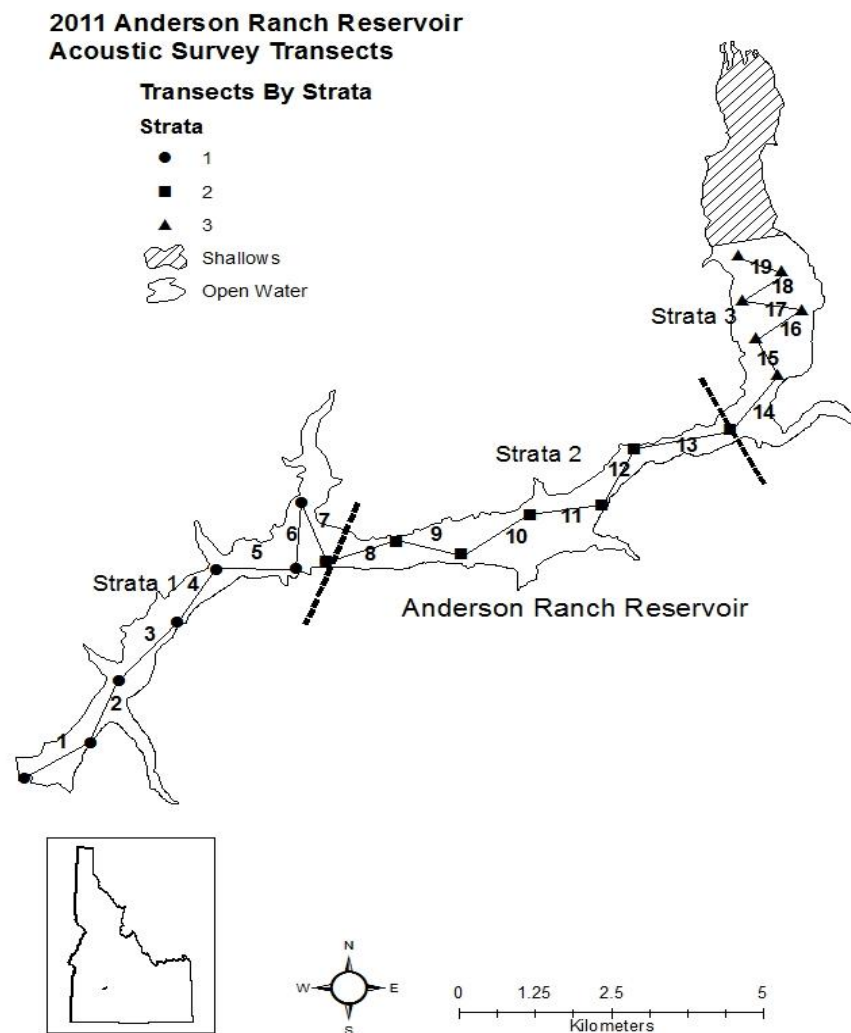 2011 Anderson Ranch Reservoir
Acoustic Survey Transects
Transects By Strata
Strata
1
2
3
Shallows
Open Water
19
18
17
Strata 3
16
15
14
13
Strata 2
12
11
10
9
8
7
6
5
Strata 1
4
Anderson Ranch Reservoir
3
2
1
N
W
E
S
0
1.25
2.5
5
Kilometers